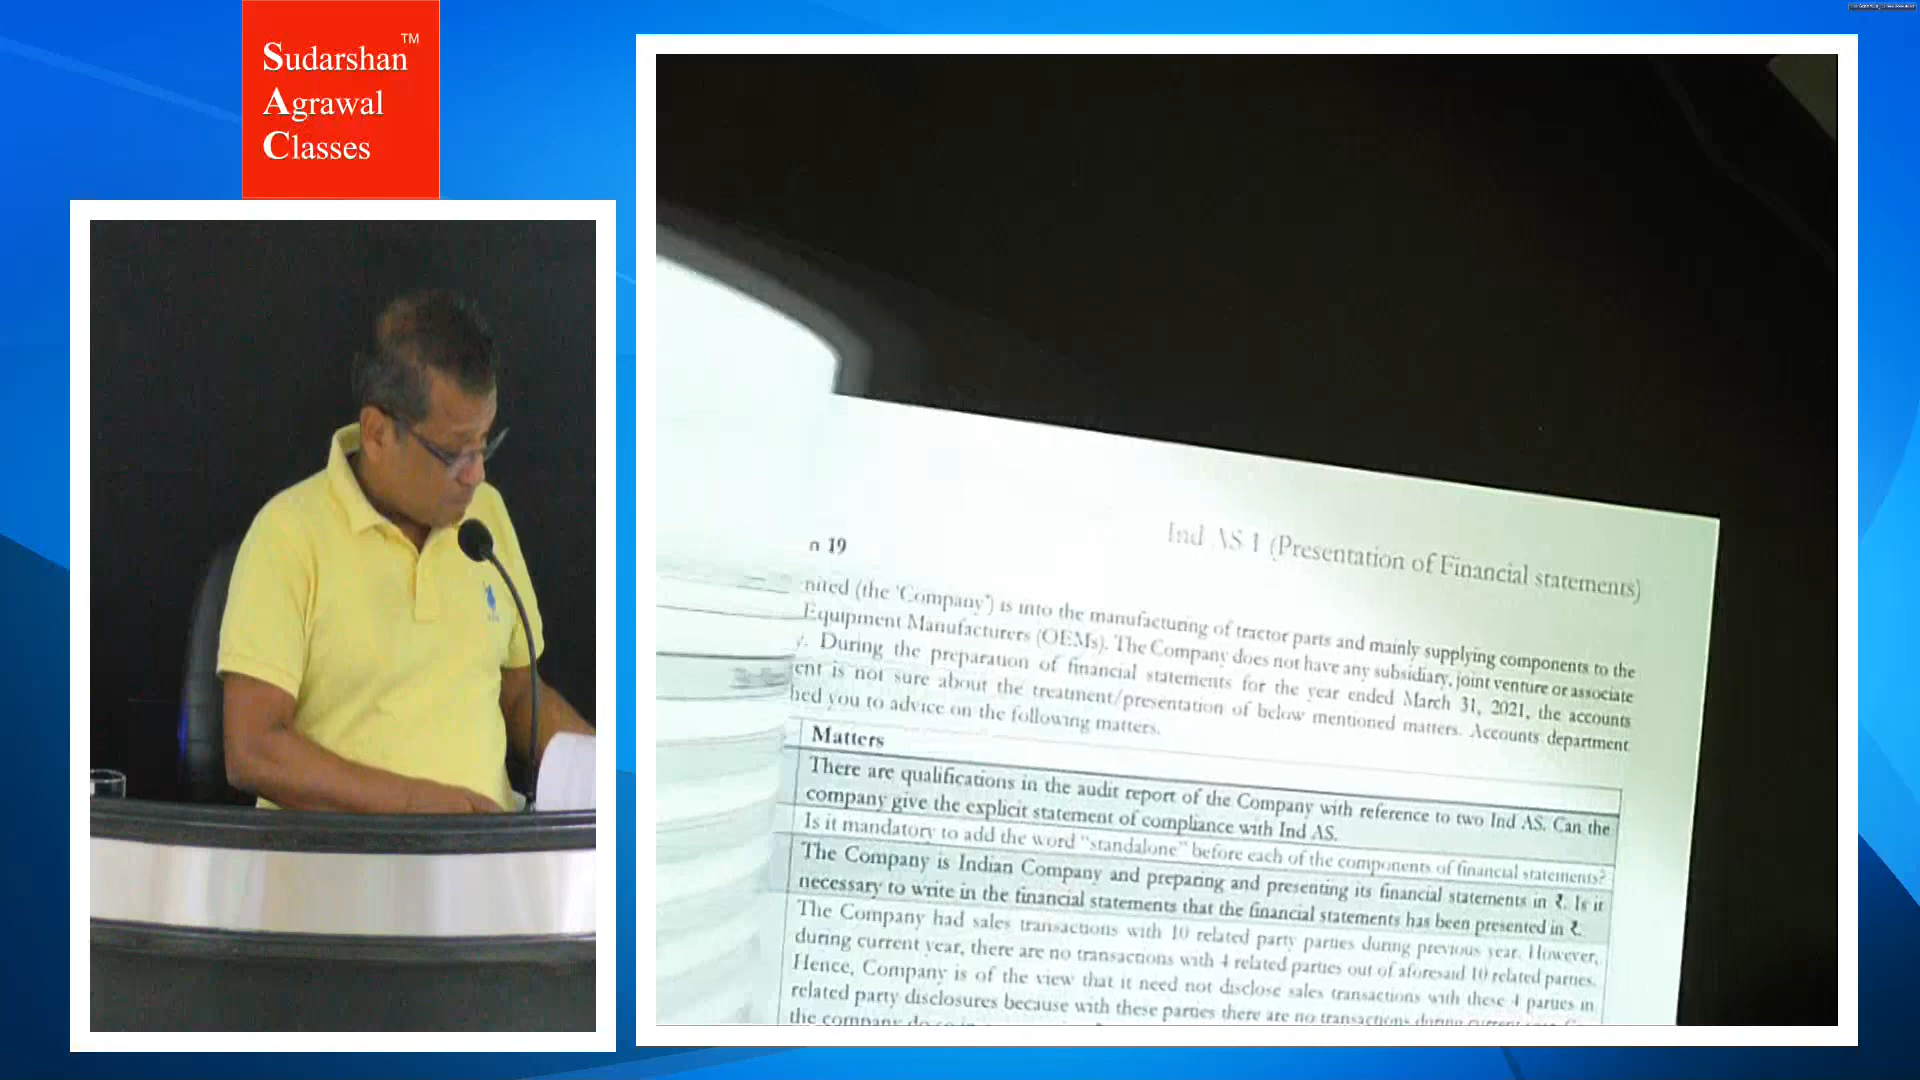 Sudarshan™
Agrawal
Classes
Ind AS 1 (Presentation of Financial statements)
n 19
nited (the 'Company') is into the manufacturing of tractor parts and mainly supplying components to the
Equipment Manufacturers (OEMs). The Company does not have any subsidiary, joint venture or associate
y. During the preparation of financial statements for the year ended March 31, 2021, the accounts
ent is not sure about the treatment/presentation of below mentioned matters. Accounts department
hed you to advice on the following matters.
Matters
There are qualifications in the audit report of the Company with reference to two Ind AS. Can the
company give the explicit statement of compliance with Ind AS.
Is it mandatory to add the word "standalone" before each of the components of financial statements?
The Company is Indian Company and preparing and presenting its financial statements in ₹. Is it
necessary to write in the financial statements that the financial statements has been presented in ₹.
The Company had sales transactions with 10 related party parties during previous year. However,
during current year, there are no transactions with 4 related parties out of aforesaid 10 related parties.
Hence, Company is of the view that it need not disclose sales transactions with these 4 parties in
related party disclosures because with these parties there are no transactions during current
the company do so